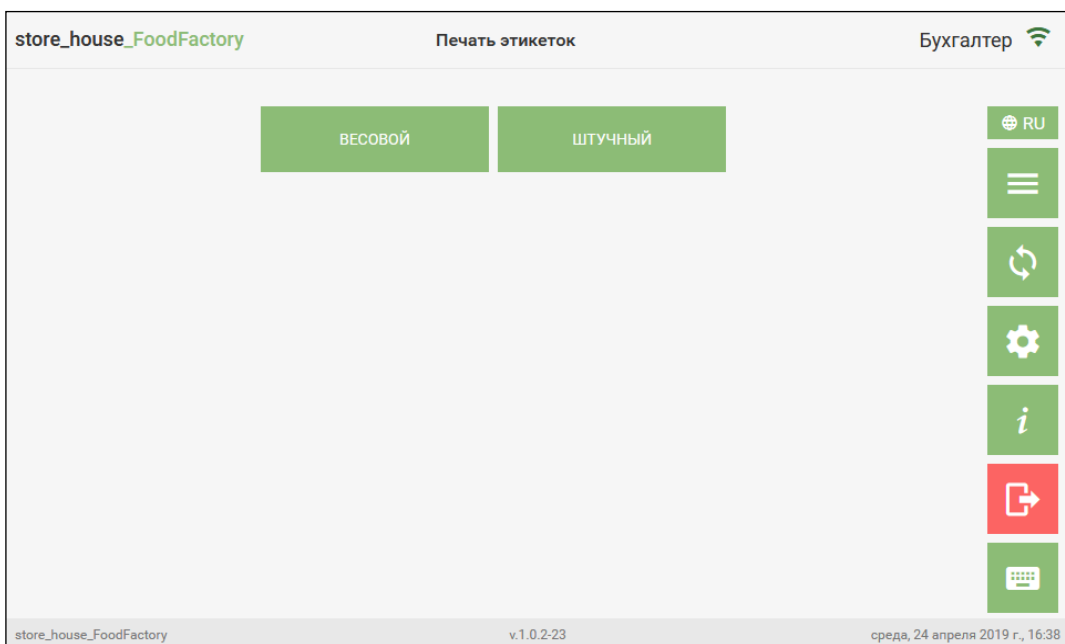 store_house_FoodFactory
Печать этикеток
Бухгалтер
ВЕСОВОЙ
ШТУЧНЫЙ
RU
i
store_house_FoodFactory
v.1.0.2-23
среда, 24 апреля 2019 г., 16:38